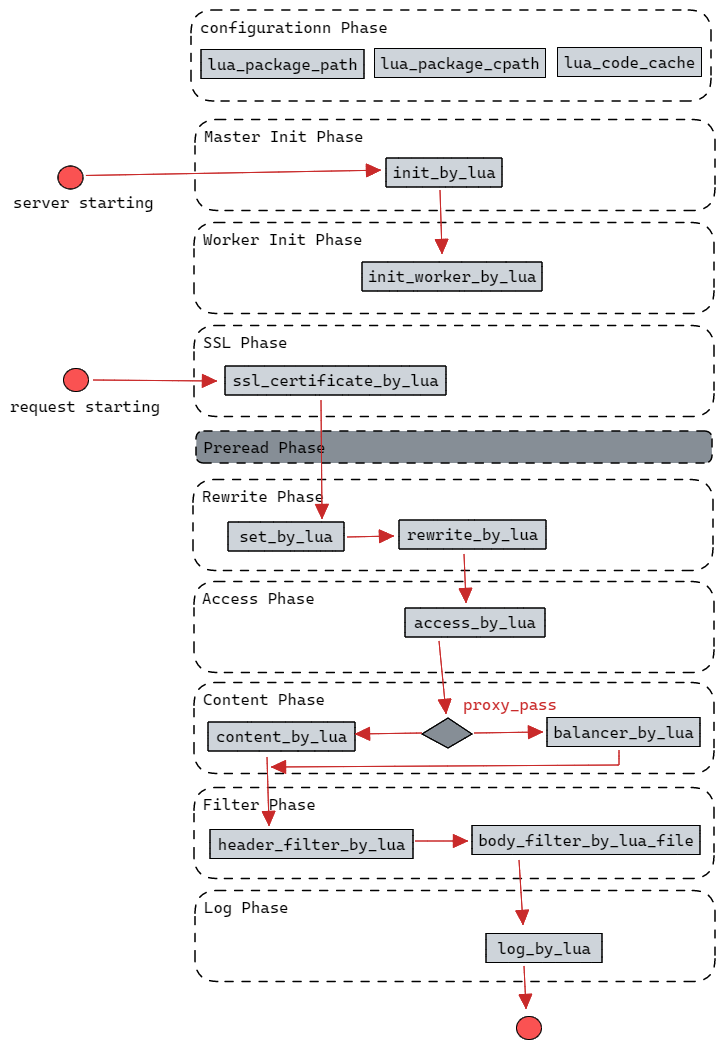 configurationn Phase
lua_package_path
lua_package_cpath
lua_code_cache
Master Init Phase
init_by_lua
server starting
Worker Init Phase
init_worker_by_lua
SSL Phase
ssl_certificate_by_lua
request starting
Preread Phase
Rewrite Phase
set_by_lua
rewrite_by_lua
Access Phase
access_by_lua
Content Phase
proxy_pass
content_by_lua
balancer_by_lua
Filter Phase
header_filter_by_lua
body_filter_by_lua_file
Log Phase
log_by_lua